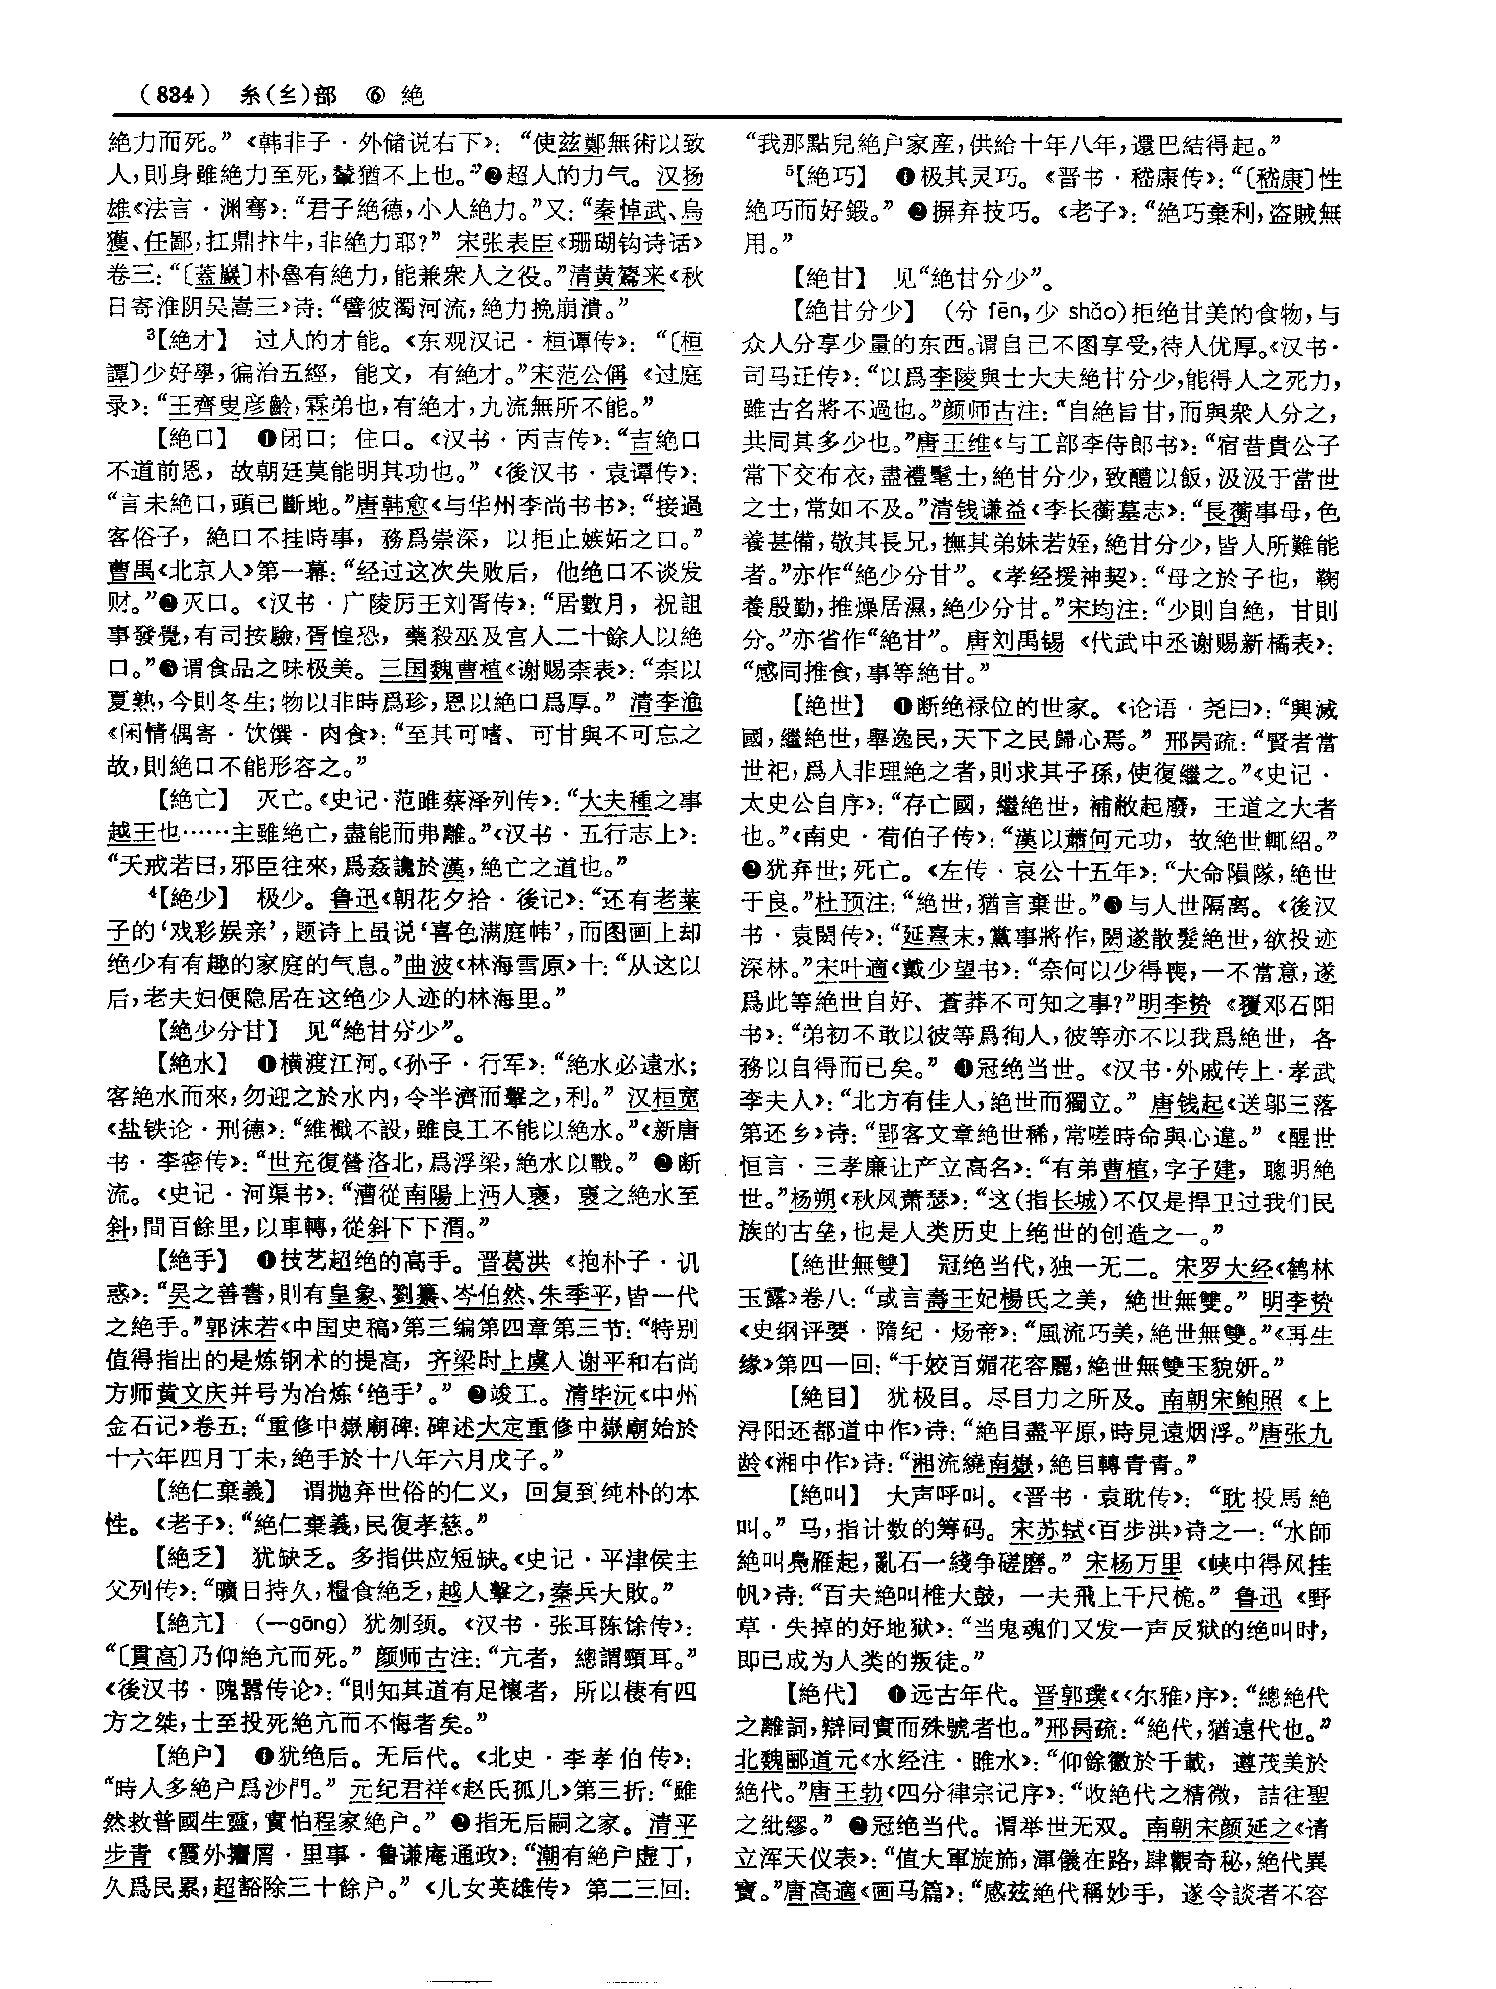 （834） 糸（纟）部 ⑥ 絶
絶力而死。”《韩非子·外储说右下》：“使兹鄭無術以致
人，則身雖絶力至死，輦猶不上也。”❷超人的力气。汉扬
雄《法言·渊骞》：“君子絶德，小人絶力。”又：“秦悼武、烏
獲、任鄙，扛鼎抃牛，非絶力耶？”宋张表臣《珊瑚钩诗话》
卷三：“〔蓝巖〕朴魯有絶力，能兼衆人之役。”清黄鷟来《秋
日寄淮阴吴嵩三》诗：“譬彼濁河流，絶力挽崩潰。”
³【絶才】 过人的才能。《东观汉记·桓谭传》：“〔桓
譚〕少好學，徧治五經，能文，有絶才。”宋范公偁《过庭
录》：“王齊叟彦齡，霖弟也，有絶才，九流無所不能。”
【絶口】 ❶闭口；住口。《汉书·丙吉传》：“吉絶口
不道前恩，故朝廷莫能明其功也。”《後汉书·袁谭传》：
“言未絶口，頭已斷地。”唐韩愈《与华州李尚书书》：“接過
客俗子，絶口不挂時事，務爲崇深，以拒止嫉妬之口。”
曹禺《北京人》第一幕：“经过这次失败后，他绝口不谈发
财。”❷灭口。《汉书·广陵厉王刘胥传》：“居數月，祝詛
事發覺，有司按驗，胥惶恐，藥殺巫及宫人二十餘人以絶
口。”❸谓食品之味极美。三国魏曹植《谢赐柰表》：“柰以
夏熟，今則冬生；物以非時爲珍，恩以絶口爲厚。”清李渔
《闲情偶寄·饮馔·肉食》：“至其可嗜、可甘與不可忘之
故，則絶口不能形容之。”
【絶亡】 灭亡。《史记·范雎蔡泽列传》：“大夫種之事
越王也……主雖绝亡，盡能而弗離。”《汉书·五行志上》：
“天戒若曰，邪臣往來，爲姦讒於漢，絶亡之道也。”
⁴【絶少】 极少。鲁迅《朝花夕拾·後记》：“还有老莱
子的‘戏彩娱亲’，题诗上虽说‘喜色满庭帏’，而图画上却
绝少有有趣的家庭的气息。”曲波《林海雪原》十：“从这以
后，老夫妇便隐居在这绝少人迹的林海里。”
【絶少分甘】 见“絶甘分少”。
【絶水】 ❶横渡江河。《孙子·行军》：“絶水必遠水；
客絶水而來，勿迎之於水内，令半濟而擊之，利。”汉桓宽
《盐铁论·刑德》：“維檝不設，雖良工不能以絶水。”《新唐
书·李密传》：“世充復營洛北，爲浮梁，絶水以戰。”❷断
流。《史记·河渠书》：“漕從南陽上沔入褒，褒之絶水至
斜，間百餘里，以車轉，從斜下下渭。”
【絶手】 ❶技艺超绝的高手。晋葛洪《抱朴子·讥
惑》：“吴之善書，則有皇象、劉纂、岑伯然、朱季平，皆一代
之绝手。”郭沫若《中国史稿》第三编第四章第三节：“特别
值得指出的是炼钢术的提高，齐梁时上虞人谢平和右尚
方师黄文庆并号为冶炼‘绝手’。”❷竣工。清毕沅《中州
金石记》卷五：“重修中嶽廟碑：碑述大定重修中嶽廟始於
十六年四月丁未，絶手於十八年六月戊子。”
【絶仁棄義】 谓抛弃世俗的仁义，回复到纯朴的本
性。《老子》：“絶仁棄義，民復孝慈。”
【絶乏】 犹缺乏。多指供应短缺。《史记·平津侯主
父列传》：“曠日持久，糧食絶乏，越人擊之，秦兵大敗。”
【絶亢】 （—gāng）犹刎颈。《汉书·张耳陈馀传》：
“〔貫高〕乃仰絶亢而死。”颜师古注：“亢者，總謂頸耳。”
《後汉书·隗嚣传论》：“則知其道有足懷者，所以棲有四
方之桀，士至投死絶亢而不悔者矣。”
【絶户】 ❶犹绝后。无后代。《北史·李孝伯传》：
“時人多絶户爲沙門。”元纪君祥《赵氏孤儿》第三折：“雖
然救普國生靈，實怕程家絶户。”❷指无后嗣之家。清平
步青《霞外攟屑·里事·鲁谦庵通政》：“潮有絶户虚丁，
久爲民累，超豁除三十餘户。”《儿女英雄传》第二三回：
“我那點兒絶户家産，供給十年八年，還巴結得起。”
⁵【絶巧】 ❶极其灵巧。《晋书·嵇康传》：“〔嵇康〕性
絶巧而好鍛。”❷摒弃技巧。《老子》：“絶巧棄利，盗賊無
用。”
【絶甘】 见“絶甘分少”。
【絶甘分少】 （分 fēn，少 shǎo）拒绝甘美的食物，与
众人分享少量的东西。谓自己不图享受，待人优厚。《汉书·
司马迁传》：“以爲李陵與士大夫絶甘分少，能得人之死力，
雖古名將不過也。”颜师古注：“自絶旨甘，而與衆人分之，
共同其多少也。”唐王维《与工部李侍郎书》：“宿昔貴公子
常下交布衣，盡禮髦士，絶甘分少，致醴以飯，汲汲于當世
之士，常如不及。”清钱谦益《李长蘅墓志》：“長蘅事母，色
養甚備，敬其長兄，撫其弟妹若姪，絶甘分少，皆人所難能
者。”亦作“絶少分甘”。《孝经援神契》：“母之於子也，鞠
養殷勤，推燥居濕，絶少分甘。”宋均注：“少則自絶，甘則
分。”亦省作“絶甘”。唐刘禹锡《代武中丞谢赐新橘表》：
“感同推食，事等絶甘。”
【絶世】 ❶断绝禄位的世家。《论语·尧曰》：“興滅
國，繼絶世，舉逸民，天下之民歸心焉。”邢昺疏：“賢者當
世祀，爲人非理絶之者，則求其子孫，使復繼之。”《史记·
太史公自序》：“存亡國，繼絶世，補敝起廢，王道之大者
也。”《南史·荀伯子传》：“漢以蕭何元功，故絶世輒紹。”
❷犹弃世；死亡。《左传·哀公十五年》：“大命隕隊，绝世
于良。”杜预注：“絶世，猶言棄世。”❸与人世隔离。《後汉
书·袁閎传》：“延熹末，黨事將作，閎遂散髮絶世，欲投迹
深林。”宋叶適《戴少望书》：“奈何以少得喪，一不當意，遂
爲此等絶世自好、蒼莽不可知之事？”明李贽《覆邓石阳
书》：“弟初不敢以彼等爲徇人，彼等亦不以我爲絶世，各
務以自得而已矣。”❹冠绝当世。《汉书·外戚传上·孝武
李夫人》：“北方有佳人，絶世而獨立。”唐钱起《送邬三落
第还乡》诗：“郢客文章絶世稀，常嗟時命與心違。”《醒世
恒言·三孝廉让产立高名》：“有弟曹植，字子建，聰明絶
世。”杨朔《秋风萧瑟》：“这（指长城）不仅是捍卫过我们民
族的古垒，也是人类历史上绝世的创造之一。”
【絶世無雙】 冠绝当代，独一无二。宋罗大经《鹤林
玉露》卷八：“或言壽王妃楊氏之美，絶世無雙。”明李贽
《史纲评要·隋纪·炀帝》：“風流巧美，絶世無雙。”《再生
缘》第四一回：“千姣百媚花容麗，絶世無雙玉貌妍。”
【絶目】 犹极目。尽目力之所及。南朝宋鲍照《上
浔阳还都道中作》诗：“絶目盡平原，時見遠烟浮。”唐张九
龄《湘中作》诗：“湘流繞南嶽，絶目轉青青。”
【絶叫】 大声呼叫。《晋书·袁耽传》：“耽投馬絶
叫。”马，指计数的筹码。宋苏轼《百步洪》诗之一：“水師
絶叫鳧雁起，亂石一綫争磋磨。”宋杨万里《峡中得风挂
帆》诗：“百夫絶叫椎大鼓，一夫飛上千尺桅。”鲁迅《野
草·失掉的好地狱》：“当鬼魂们又发一声反狱的绝叫时，
即已成为人类的叛徒。”
【絶代】 ❶远古年代。晋郭璞《〈尔雅〉序》：“總絶代
之離詞，辯同實而殊號者也。”邢昺疏：“絶代，猶遠代也。”
北魏郦道元《水经注·睢水》：“仰餘徽於千載，遵茂美於
絶代。”唐王勃《四分律宗记序》：“收絶代之精微，詰往聖
之紕繆。”❷冠绝当代。谓举世无双。南朝宋颜延之《请
立浑天仪表》：“值大軍旋斾，渾儀在路，肆觀奇秘，絶代異
寶。”唐高適《画马篇》：“感兹絶代稱妙手，遂令談者不容